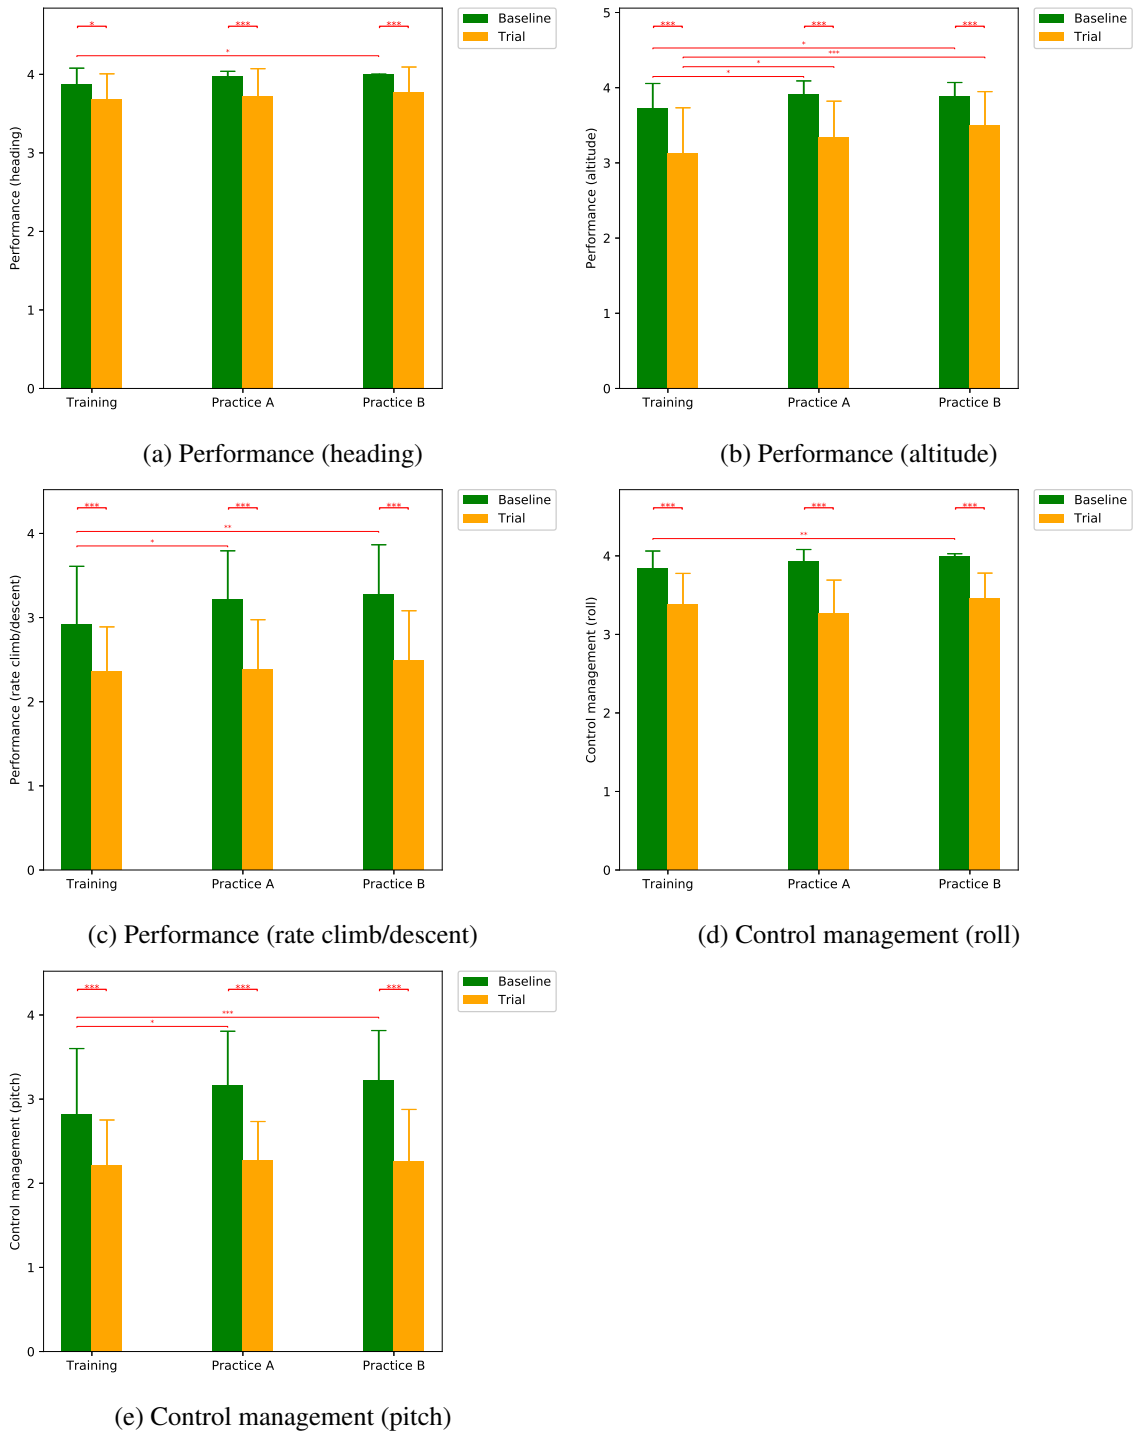 Baseline
Trial
*
***
***
*
4
3
2
1
0
Performance (heading)
Training Practice A Practice B
(a) Performance (heading)
Baseline
Trial
***
***
***
*
***
*
*
5
4
3
2
1
0
Performance (altitude)
Training Practice A Practice B
(b) Performance (altitude)
Baseline
Trial
***
***
***
**
*
4
3
2
1
0
Performance (rate climb/descent)
Training Practice A Practice B
(c) Performance (rate climb/descent)
Baseline
Trial
***
***
***
**
4
3
2
1
0
Control management (roll)
Training Practice A Practice B
(d) Control management (roll)
Baseline
Trial
***
***
***
***
*
4
3
2
1
0
Control management (pitch)
Training Practice A Practice B
(e) Control management (pitch)